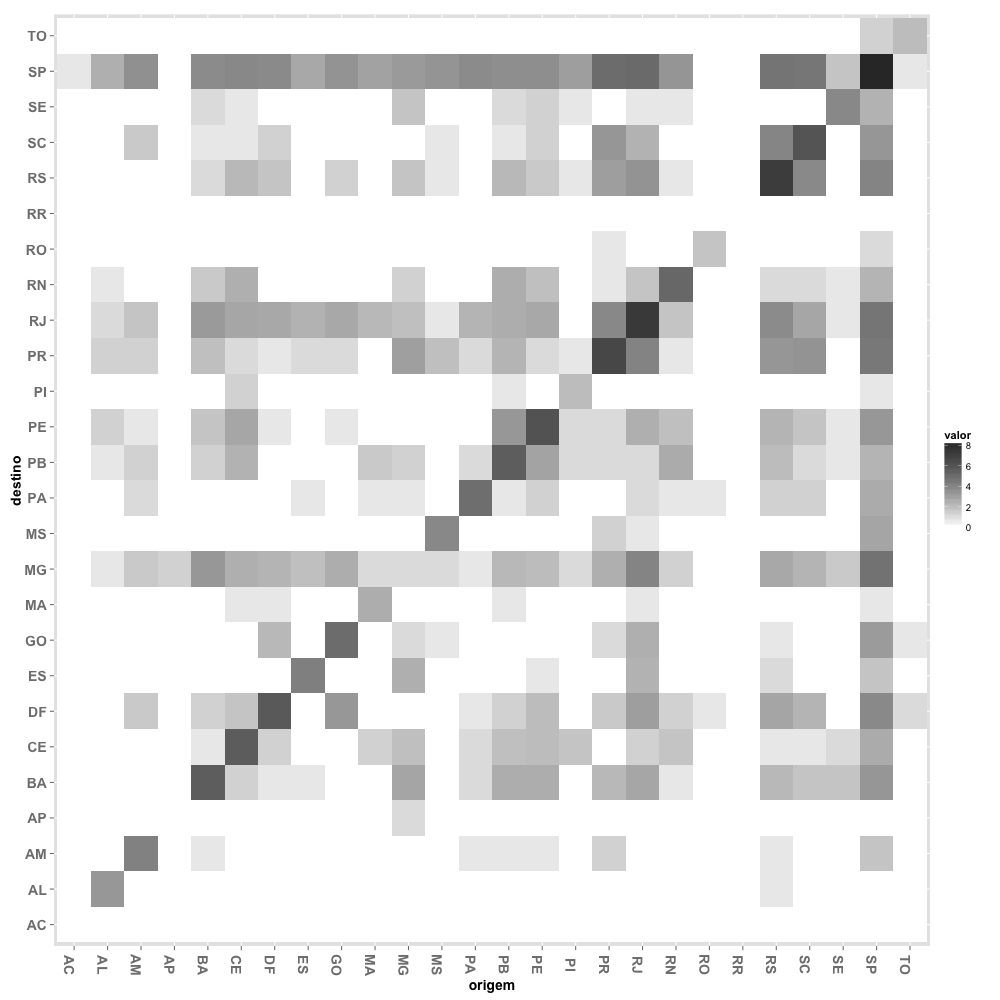 TO
SP
SE
SC
RS
RR
RO
RN
RJ
PR
PI
PE
PB
PA
MS
MG
MA
GO
ES
DF
CE
BA
AP
AM
AL
AC
destino
AC AL AM AP BA CE DF ES GO MA MG MS PA PB PE PI PR RJ RN RO RR RS SC SE SP TO
origem
valor
8
6
4
2
0